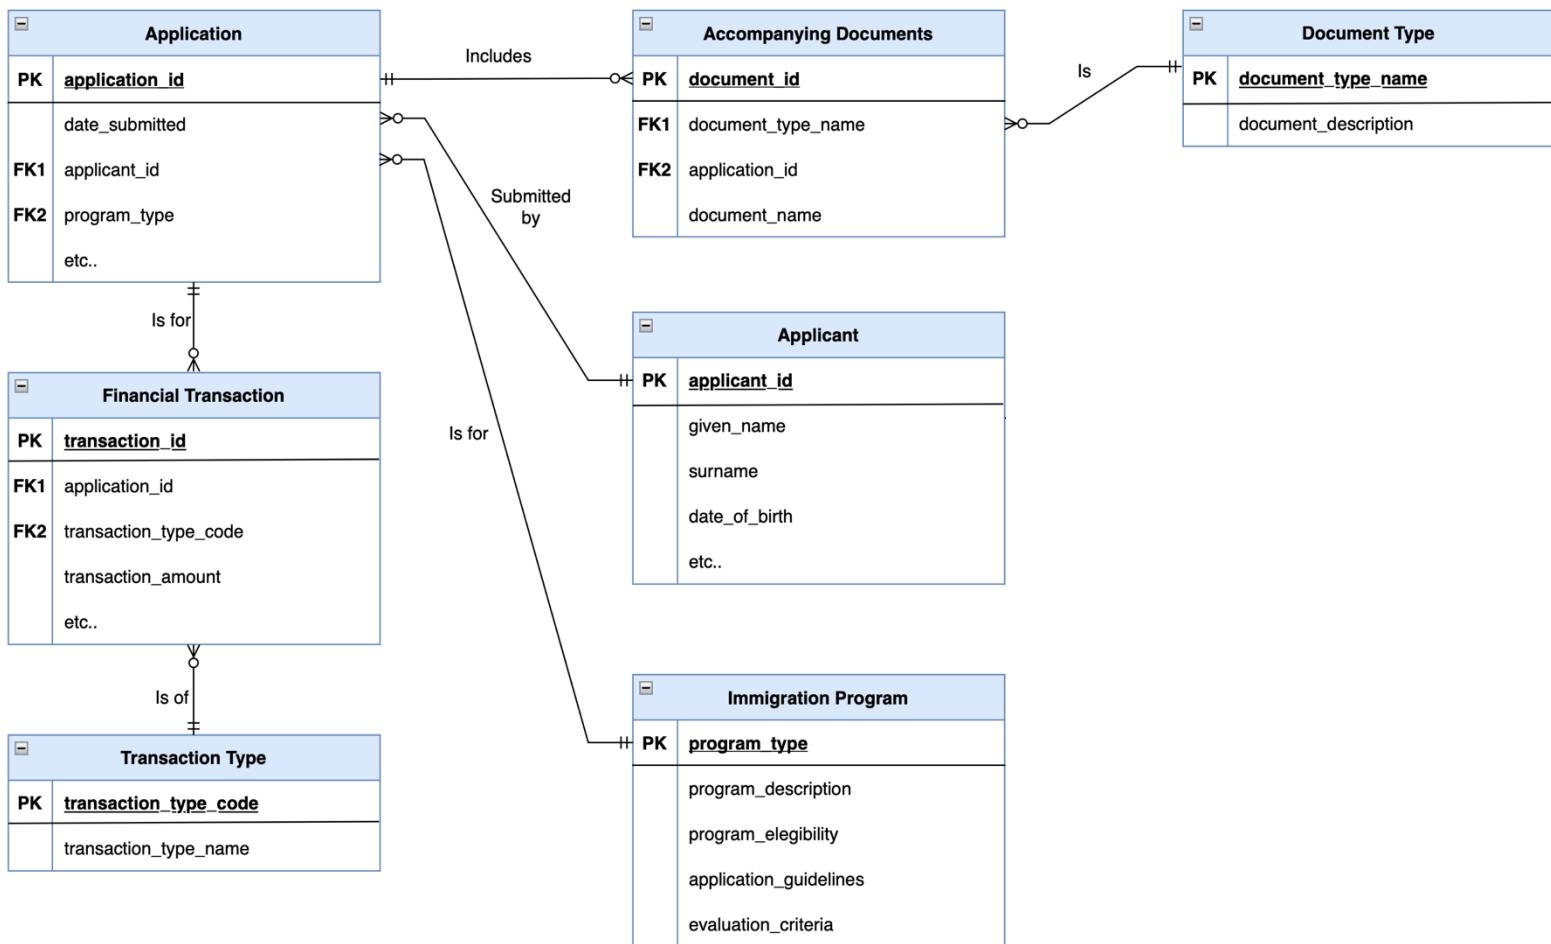 Application
PK application_id
date_submitted
FK1 applicant_id
FK2 program_type
etc..
Includes
Accompanying Documents
PK document_id
FK1 document_type_name
FK2 application_id
document_name
Is
Document Type
PK document_type_name
document_description
Submitted
by
Is for
Financial Transaction
PK transaction_id
FK1 application_id
FK2 transaction_type_code
transaction_amount
etc..
Applicant
PK applicant_id
given_name
surname
date_of_birth
etc..
Is for
Is of
Transaction Type
PK transaction_type_code
transaction_type_name
Immigration Program
PK program_type
program_description
program_elegibility
application_guidelines
evaluation_criteria